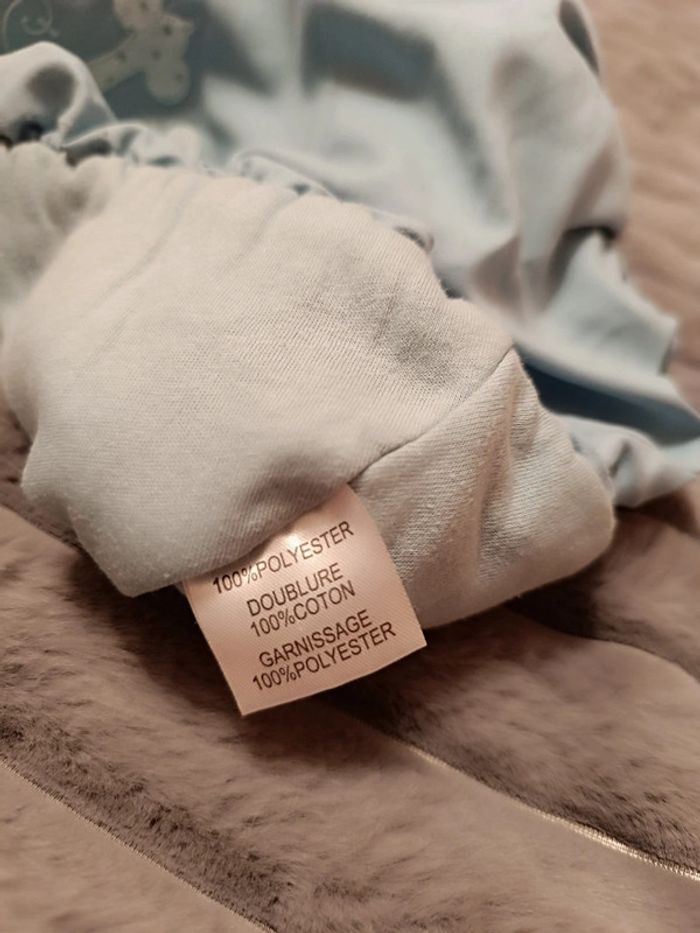 100%POLYESTER
DOUBLURE
100%COTON
GARNISSAGE
100%POLYESTER